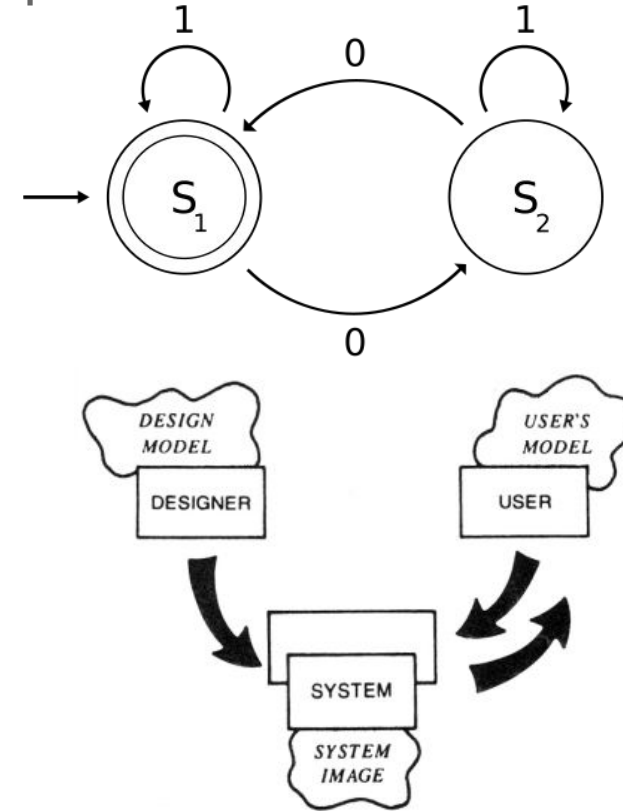 1
1
0
S1
S2
0
DESIGN
MODEL
USER'S
MODEL
DESIGNER
USER
SYSTEM
SYSTEM
IMAGE